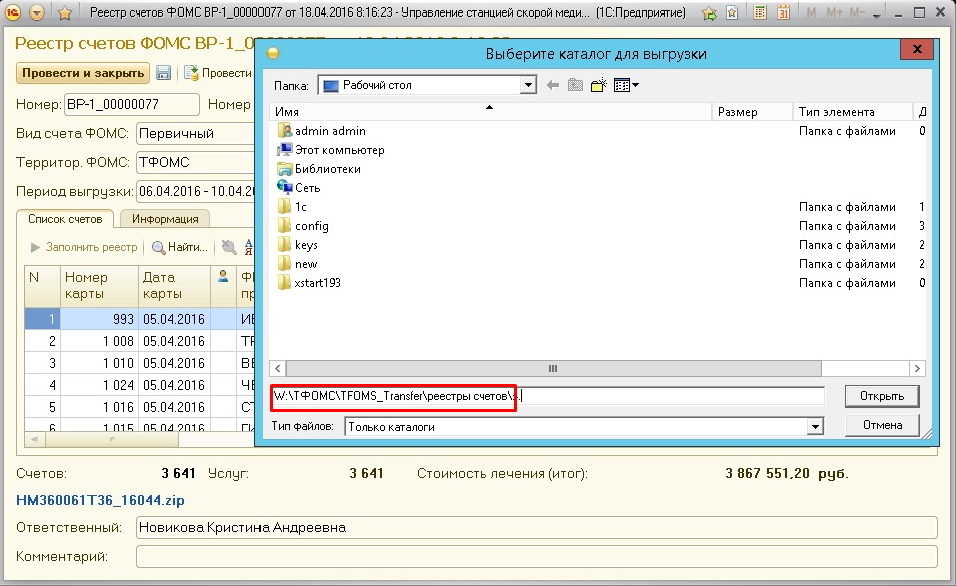 Реестр счетов ФОМС ВР-1_00000077 от 18.04.2016 8:16:23 - Управление станцией скорой меди... (1С:Предприятие)
M M+ M-
Реестр счетов ФОМС ВР-1_0
Провести и закрыть
Провести
Номер: ВР-1_00000077 Номер
Вид счета ФОМС: Первичный
Территор. ФОМС: ТФОМС
Период выгрузки: 06.04.2016 - 10.04.20
Список счетов Информация
Заполнить реестр Найти...
N Номер карты Дата карты
1 993 05.04.2016
2 1 008 05.04.2016 ТР
3 1 010 05.04.2016
4 1 024 05.04.2016
5 1 016 05.04.2016 СТ
6 1 015 05.04.2016
Выберите каталог для выгрузки
Папка: Рабочий стол
Имя Размер Тип элемента Д
admin admin Папка с файлами 0
Этот компьютер
Библиотеки
Сеть
1c Папка с файлами 1
config Папка с файлами 3
keys Папка с файлами 2
new Папка с файлами 2
xstart193 Папка с файлами 0
W:\ТФОМС\TFOMS_Transfer\реестры счетов\
Открыть
Тип файлов: Только каталоги
Отмена
Счетов: 3 641 Услуг: 3 641 Стоимость лечения (итог): 3 867 551,20 руб.
HM360061T36_16044.zip
Ответственный: Новикова Кристина Андреевна
Комментарий: